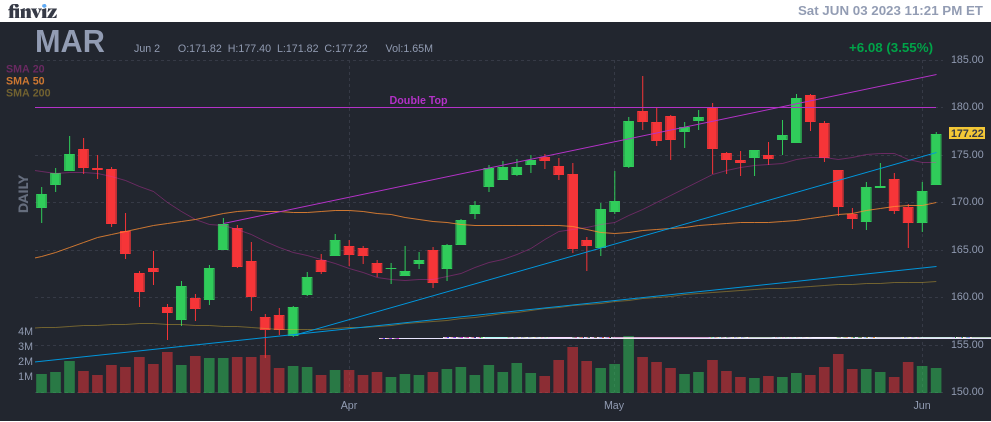 finviz
Sat JUN 03 2023 11:21 PM ET
MAR
Jun 2 O:171.82 H:177.40 L:171.82 C:177.22 Vol:1.65M
+6.08 (3.55%)
SMA 20
SMA 50
SMA 200
Double Top
DAILY
185.00
180.00
177.22
175.00
170.00
165.00
160.00
155.00
150.00
4M
3M
2M
1M
Apr May Jun